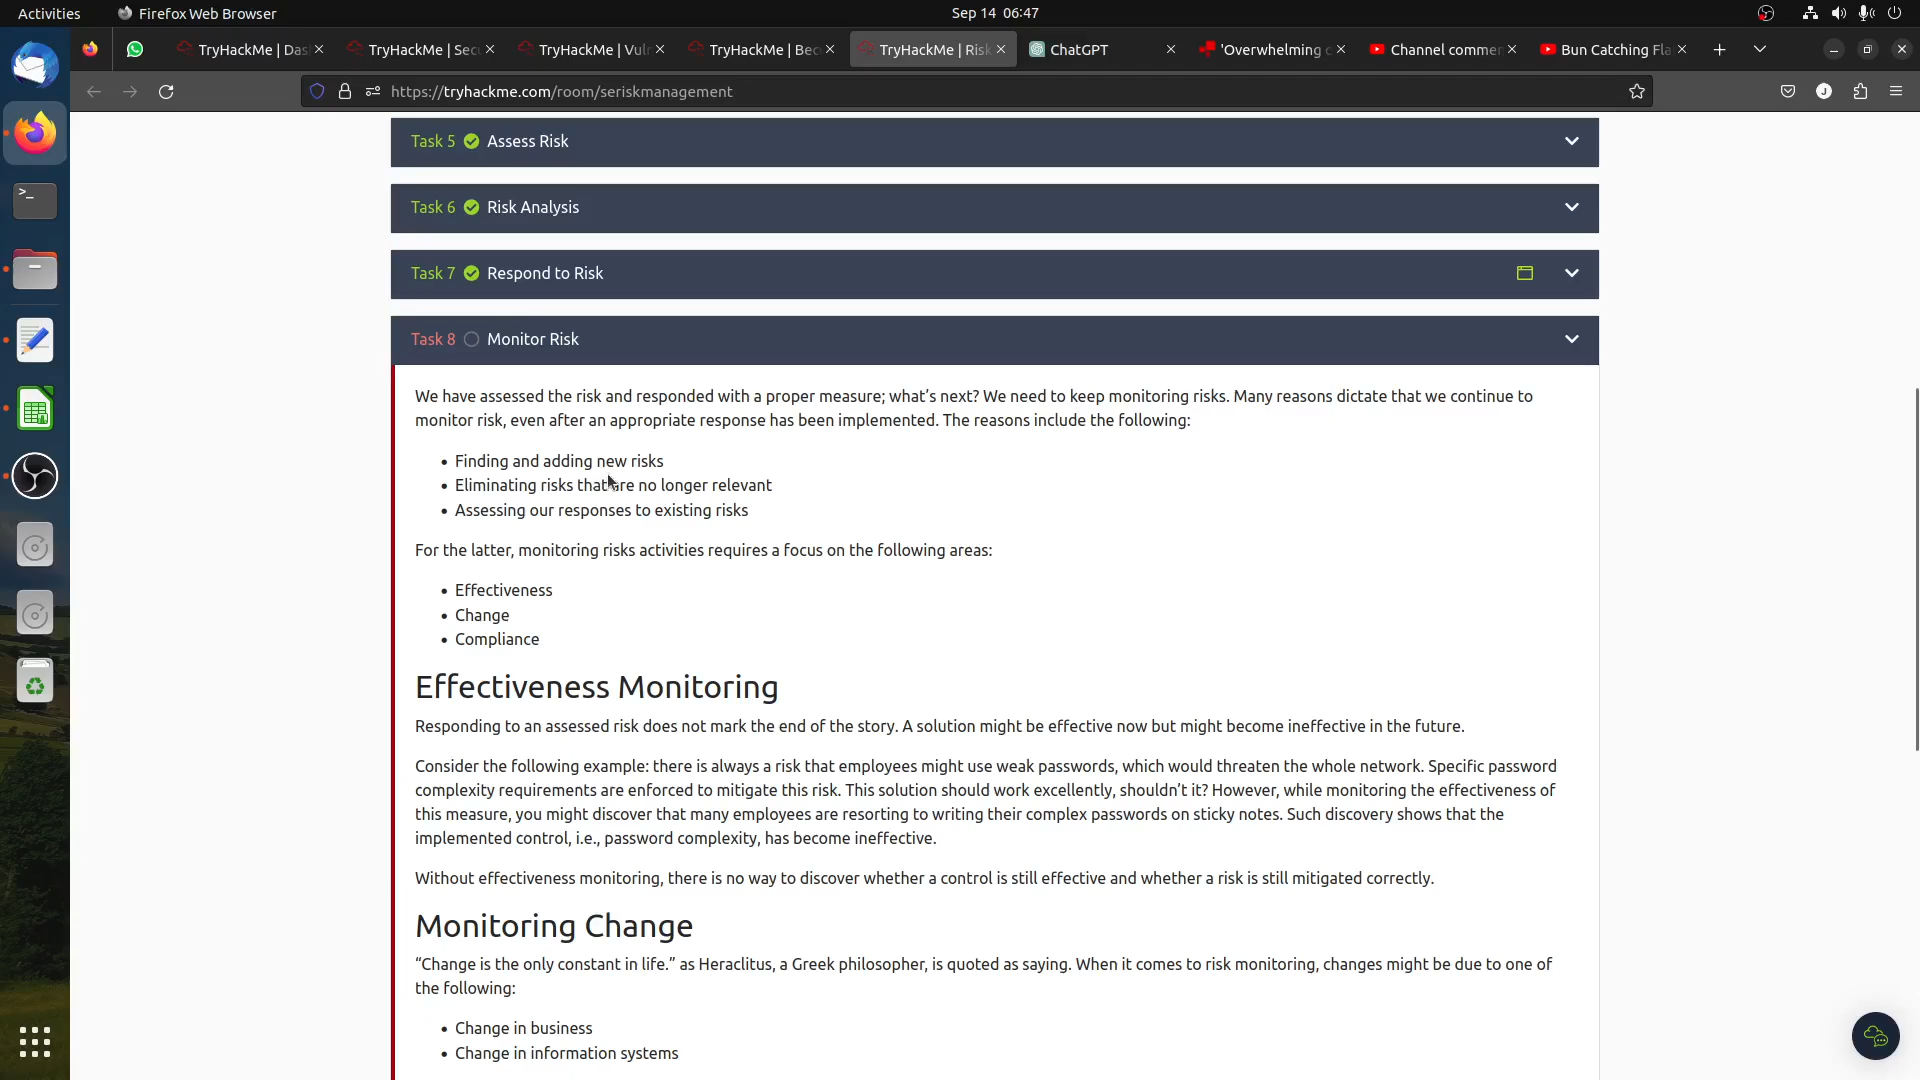 Activities
Firefox Web Browser
Sep 14 06:47
TryHackMe | Das
TryHackMe | Sec
TryHackMe | Vuln
TryHackMe | Bec
TryHackMe | Risk
ChatGPT
'Overwhelming c
Channel commen
Bun Catching Fla
https://tryhackme.com/room/seriskmanagement
J
Task 5 Assess Risk
Task 6 Risk Analysis
Task 7 Respond to Risk
Task 8 Monitor Risk
We have assessed the risk and responded with a proper measure; what’s next? We need to keep monitoring risks. Many reasons dictate that we continue to
monitor risk, even after an appropriate response has been implemented. The reasons include the following:
• Finding and adding new risks
• Eliminating risks that are no longer relevant
• Assessing our responses to existing risks
For the latter, monitoring risks activities requires a focus on the following areas:
• Effectiveness
• Change
• Compliance
Effectiveness Monitoring
Responding to an assessed risk does not mark the end of the story. A solution might be effective now but might become ineffective in the future.
Consider the following example: there is always a risk that employees might use weak passwords, which would threaten the whole network. Specific password
complexity requirements are enforced to mitigate this risk. This solution should work excellently, shouldn’t it? However, while monitoring the effectiveness of
this measure, you might discover that many employees are resorting to writing their complex passwords on sticky notes. Such discovery shows that the
implemented control, i.e., password complexity, has become ineffective.
Without effectiveness monitoring, there is no way to discover whether a control is still effective and whether a risk is still mitigated correctly.
Monitoring Change
“Change is the only constant in life.” as Heraclitus, a Greek philosopher, is quoted as saying. When it comes to risk monitoring, changes might be due to one of
the following:
• Change in business
• Change in information systems